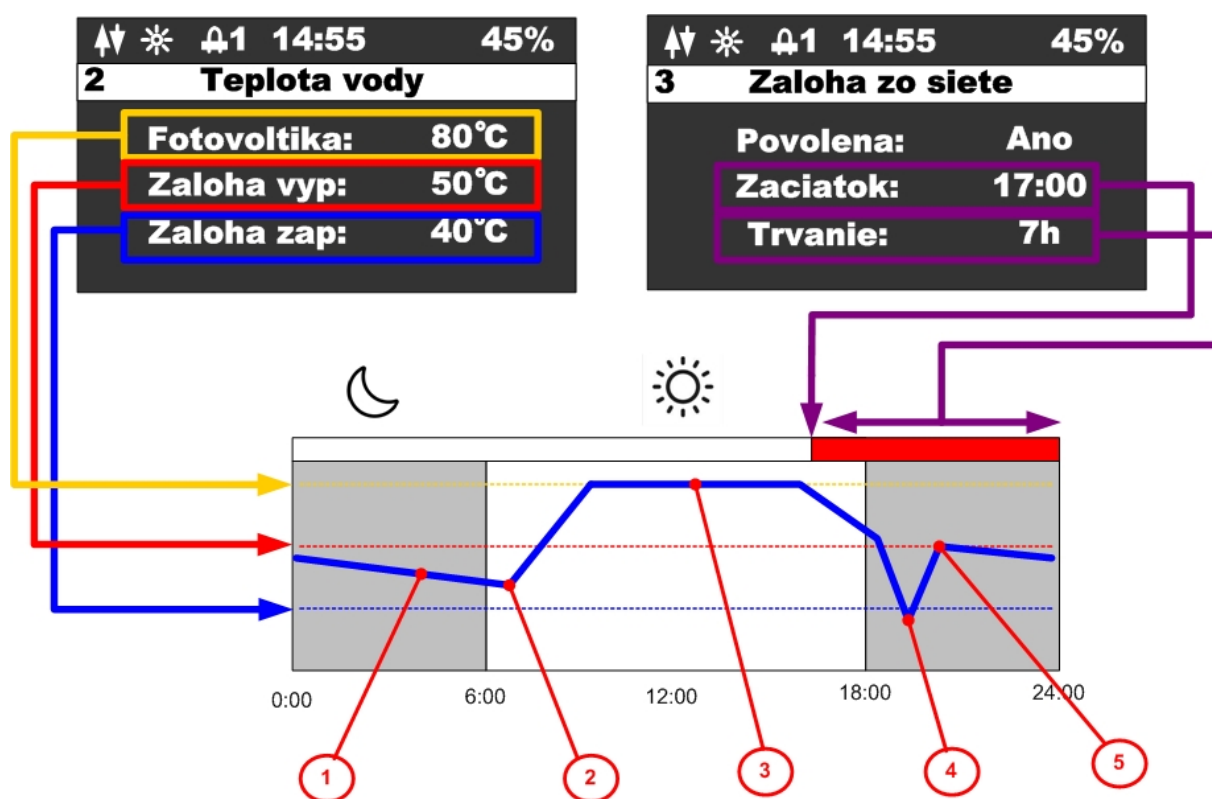 1 14:55 45%
2 Teplota vody
Fotovoltika: 80°C
Zaloha vyp: 50°C
Zaloha zap: 40°C
1 14:55 45%
3 Zaloha zo siete
Povolena: Ano
Zaciatok: 17:00
Trvanie: 7h
0:00 6:00 12:00 18:00 24:00
1 2 3 4 5